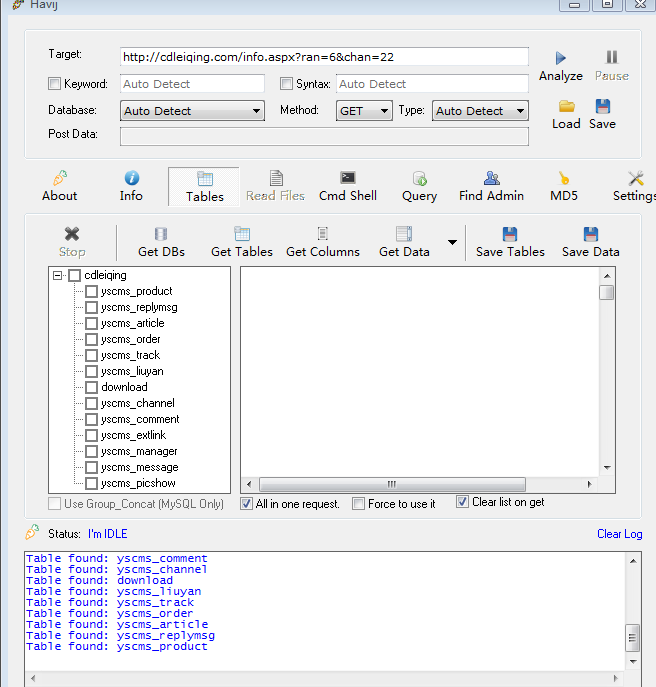 Havij
Target: http://cdleiqing.com/info.aspx?ran=6&chan=22
Keyword: Auto Detect Syntax: Auto Detect
Analyze Pause
Database: Auto Detect Method: GET Type: Auto Detect
Load Save
Post Data:
About Info Tables Read Files Cmd Shell Query Find Admin MD5 Settings
Stop Get DBs Get Tables Get Columns Get Data Save Tables Save Data
cdleiqing
yscms_product
yscms_replymsg
yscms_article
yscms_order
yscms_track
yscms_liuyan
download
yscms_channel
yscms_comment
yscms_extlink
yscms_manager
yscms_message
yscms_picshow
Use Group_Concat (MySQL Only) All in one request. Force to use it Clear list on get
Status: I'm IDLE Clear Log
Table found: yscms_comment
Table found: yscms_channel
Table found: download
Table found: yscms_liuyan
Table found: yscms_track
Table found: yscms_order
Table found: yscms_article
Table found: yscms_replymsg
Table found: yscms_product